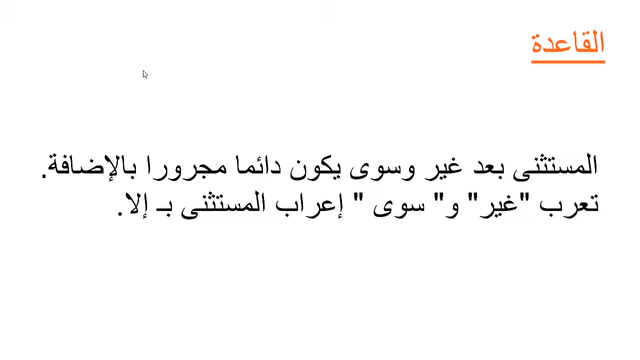 القاعدة
المستثنى بعد غير وسوى يكون دائما مجرورا بالإضافة.
تعرب "غير" و" سوى " إعراب المستثنى بـ إلا.